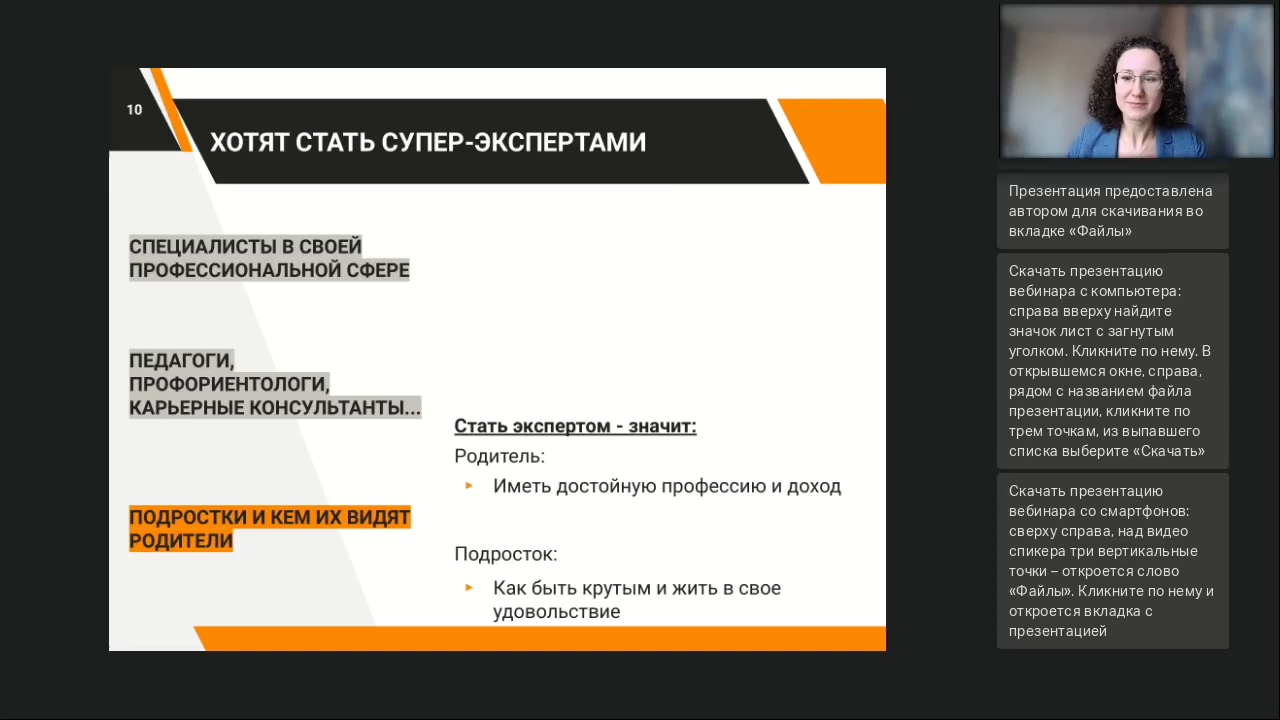 10
ХОТЯТ СТАТЬ СУПЕР-ЭКСПЕРТАМИ
СПЕЦИАЛИСТЫ В СВОЕЙ
ПРОФЕССИОНАЛЬНОЙ СФЕРЕ
ПЕДАГОГИ,
ПРОФОРИЕНТОЛОГИ,
КАРЬЕРНЫЕ КОНСУЛЬТАНТЫ...
ПОДРОСТКИ И КЕМ ИХ ВИДЯТ
РОДИТЕЛИ
Стать экспертом - значит:
Родитель:
Иметь достойную профессию и доход
Подросток:
Как быть крутым и жить в свое
удовольствие
Презентация предоставлена
автором для скачивания во
вкладке «Файлы»
Скачать презентацию
вебинара с компьютера:
справа вверху найдите
значок лист с загнутым
уголком. Кликните по нему. В
открывшемся окне, справа,
рядом с названием файла
презентации, кликните по
трем точкам, из выпавшего
списка выберите «Скачать»
Скачать презентацию
вебинара со смартфонов:
сверху справа, над видео
спикера три вертикальные
точки – откроется слово
«Файлы». Кликните по нему и
откроется вкладка с
презентацией